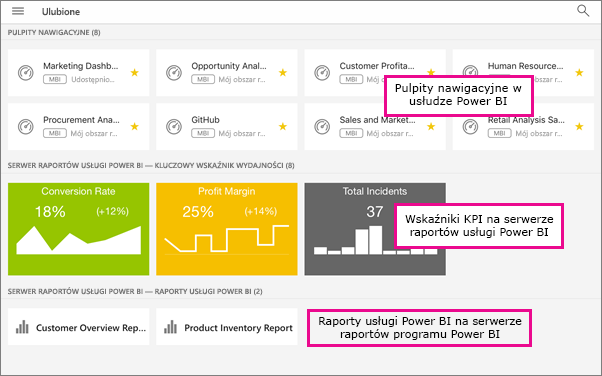 Ulubione
PULPITY NAWIGACYJNE (8)
Marketing Dashb...
MBI Udostępnio...
Opportunity Anal...
MBI Mój obszar r...
Customer Profita...
MBI Mój obszar
Human Resource...
Mój obszar r...
Procurement Ana...
MBI Mój obszar r...
GitHub
MBI Mój obszar r...
Sales and Market...
MBI Mój obszar r...
Retail Analysis Sa...
MBI Mój obszar r...
Pulpity nawigacyjne w
usłudze Power BI
SERWER RAPORTÓW USŁUGI POWER BI — KLUCZOWY WSKAŹNIK WYDAJNOŚCI (8)
Conversion Rate
18% (+12%)
Profit Margin
25% (+14%)
Total Incidents
37
Wskaźniki KPI na serwerze
raportów usługi Power BI
SERWER RAPORTÓW USŁUGI POWER BI — RAPORTY USŁUGI POWER BI (2)
Customer Overview Rep...
Product Inventory Report
Raporty usługi Power BI na serwerze
raportów programu Power BI